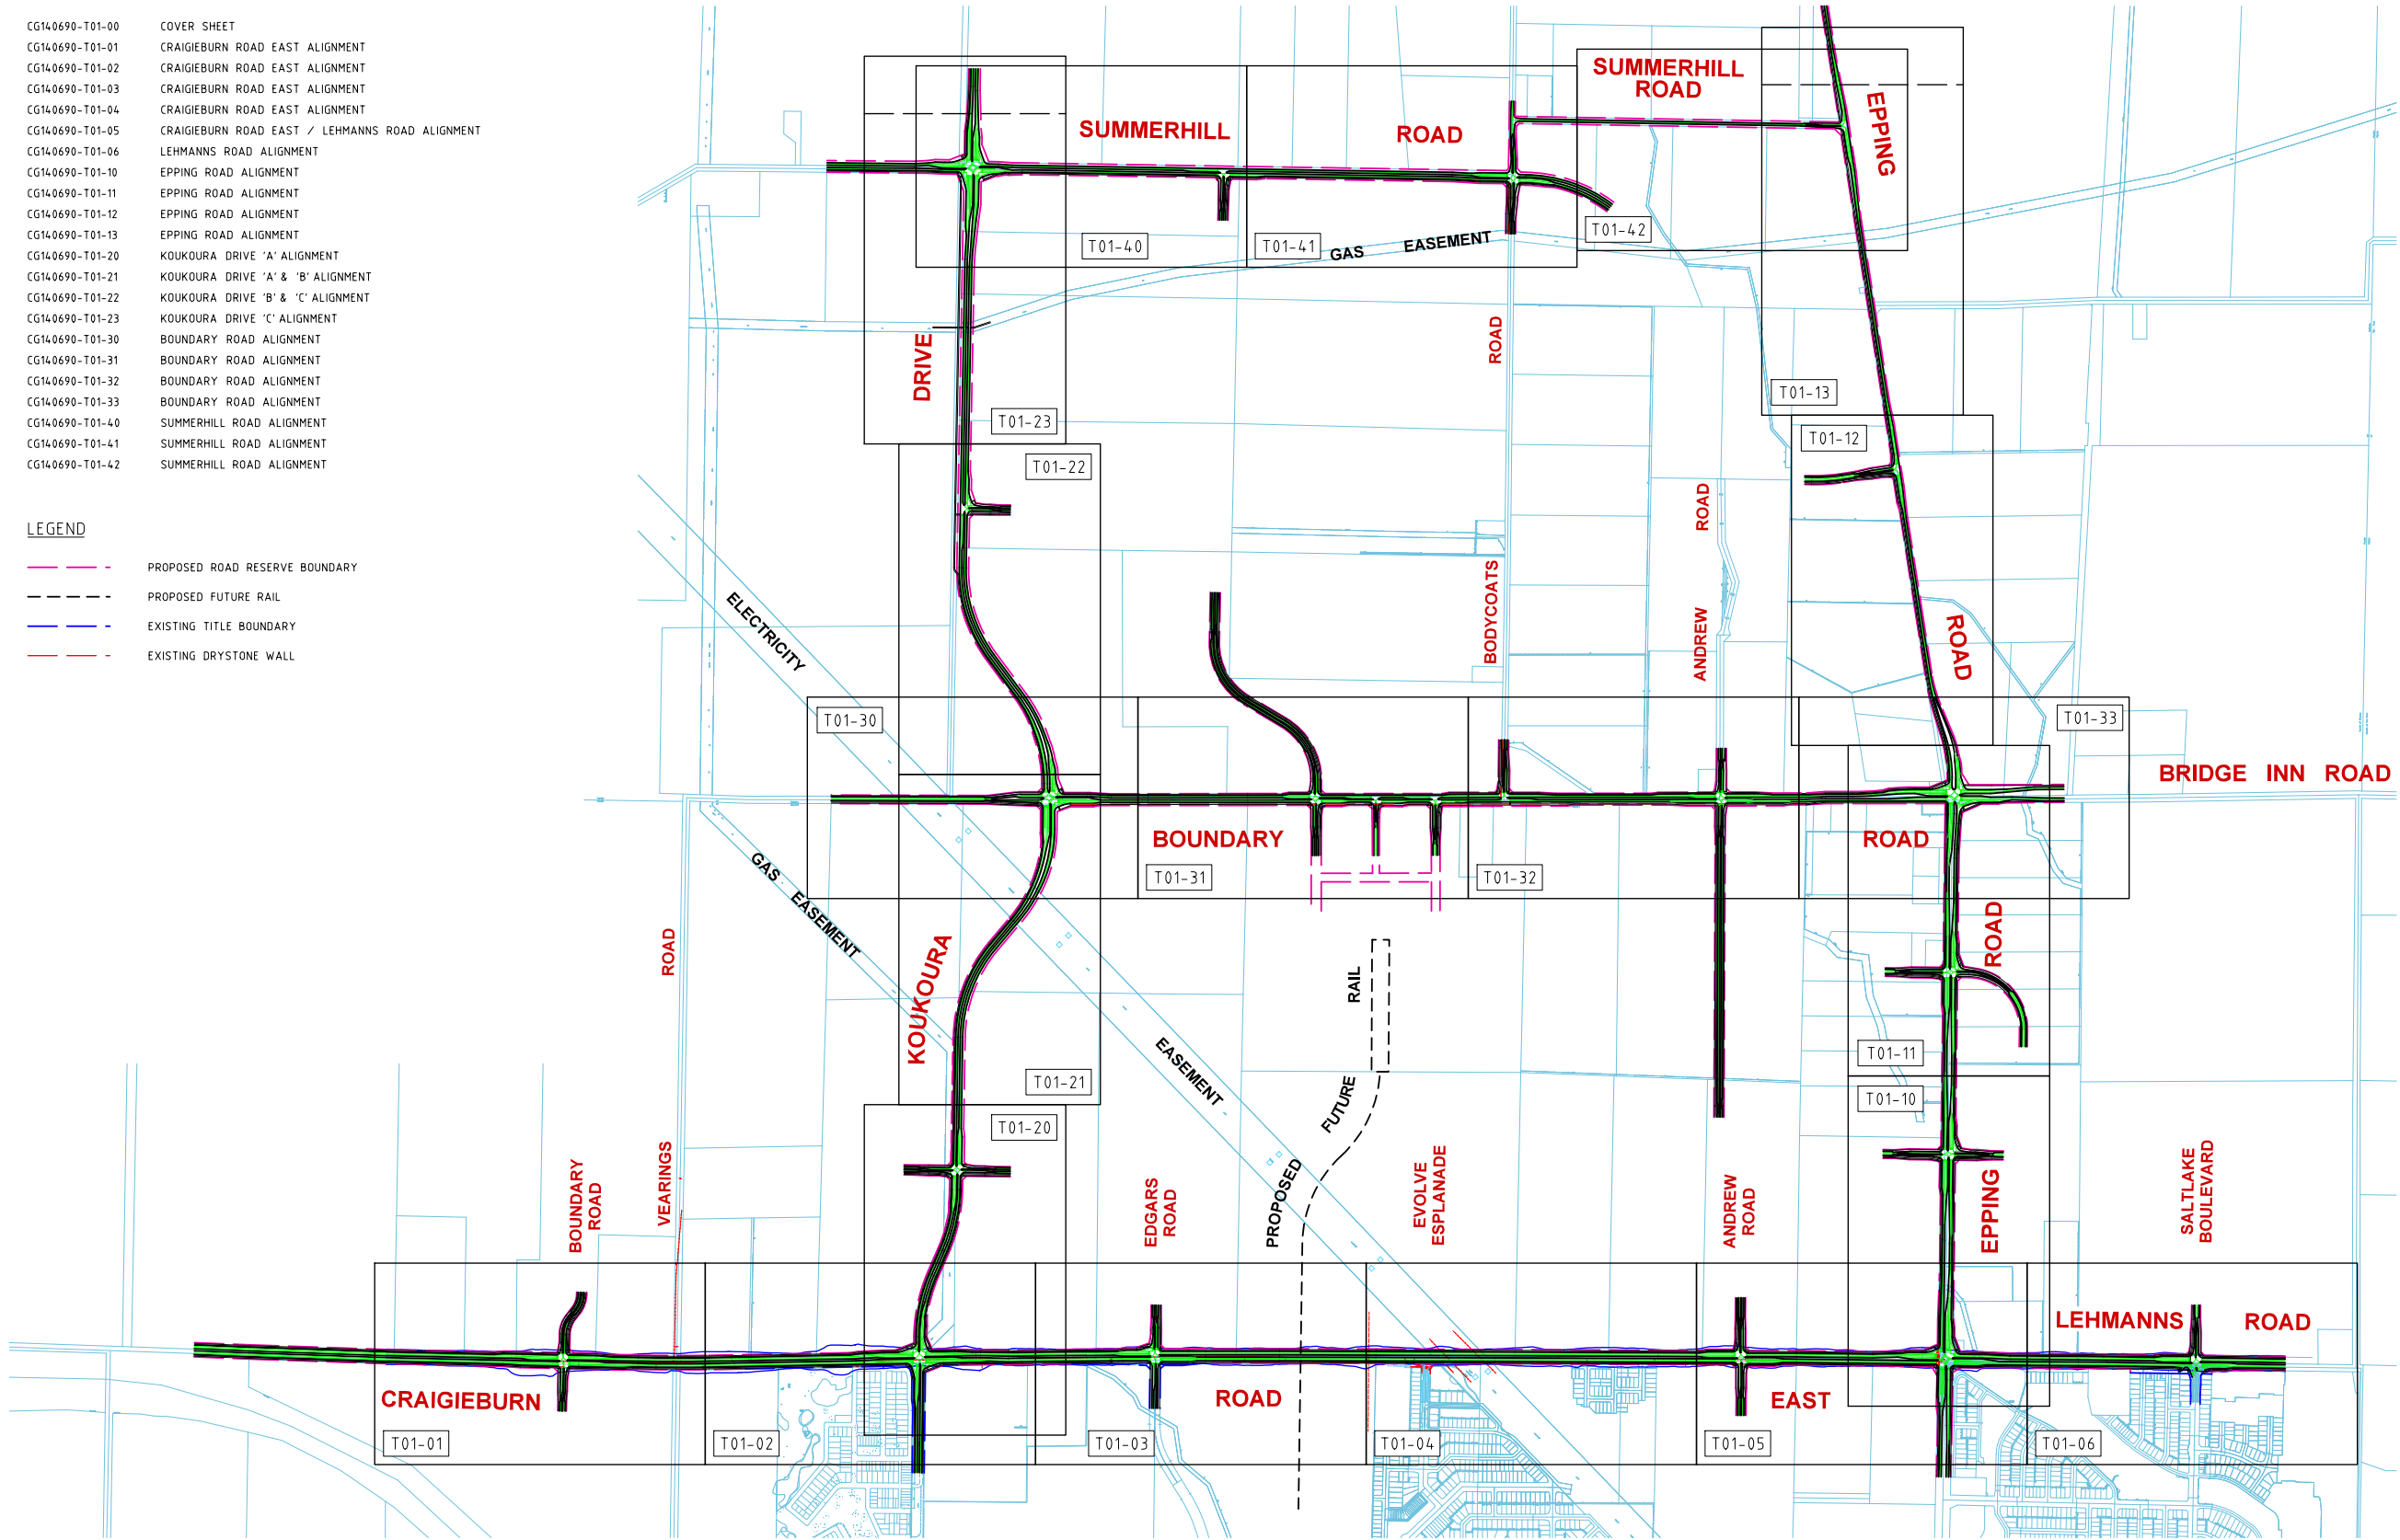 CG140690-T01-00 COVER SHEET
CG140690-T01-01 CRAIGIEBURN ROAD EAST ALIGNMENT
CG140690-T01-02 CRAIGIEBURN ROAD EAST ALIGNMENT
CG140690-T01-03 CRAIGIEBURN ROAD EAST ALIGNMENT
CG140690-T01-04 CRAIGIEBURN ROAD EAST ALIGNMENT
CG140690-T01-05 CRAIGIEBURN ROAD EAST / LEHMANNS ROAD ALIGNMENT
CG140690-T01-06 LEHMANNS ROAD ALIGNMENT
CG140690-T01-10 EPPING ROAD ALIGNMENT
CG140690-T01-11 EPPING ROAD ALIGNMENT
CG140690-T01-12 EPPING ROAD ALIGNMENT
CG140690-T01-13 EPPING ROAD ALIGNMENT
CG140690-T01-20 KOUKOURA DRIVE 'A' ALIGNMENT
CG140690-T01-21 KOUKOURA DRIVE 'A' & 'B' ALIGNMENT
CG140690-T01-22 KOUKOURA DRIVE 'B' & 'C' ALIGNMENT
CG140690-T01-23 KOUKOURA DRIVE 'C' ALIGNMENT
CG140690-T01-30 BOUNDARY ROAD ALIGNMENT
CG140690-T01-31 BOUNDARY ROAD ALIGNMENT
CG140690-T01-32 BOUNDARY ROAD ALIGNMENT
CG140690-T01-33 BOUNDARY ROAD ALIGNMENT
CG140690-T01-40 SUMMERHILL ROAD ALIGNMENT
CG140690-T01-41 SUMMERHILL ROAD ALIGNMENT
CG140690-T01-42 SUMMERHILL ROAD ALIGNMENT
LEGEND
PROPOSED ROAD RESERVE BOUNDARY
PROPOSED FUTURE RAIL
EXISTING TITLE BOUNDARY
EXISTING DRYSTONE WALL
SUMMERHILL
ROAD
SUMMERHILL ROAD
EPPING
T01-40
T01-41
GAS EASEMENT
T01-42
DRIVE
ROAD
T01-13
T01-23
T01-12
T01-22
ROAD
ELECTRICITY
BODYCOATS
ANDREW
ROAD
T01-30
T01-33
BRIDGE INN ROAD
BOUNDARY
ROAD
T01-31
T01-32
GAS EASEMENT
ROAD
KOUKOURA
RAIL
ROAD
T01-11
T01-21
EASEMENT
FUTURE
T01-10
T01-20
BOUNDARY
ROAD
VEARINGS
EDGARS
ROAD
PROPOSED
EVOLVE
ESPLANADE
ANDREW
ROAD
EPPING
SALTLAKE
BOULEVARD
LEHMANNS
ROAD
CRAIGIEBURN
ROAD
EAST
T01-01
T01-02
T01-03
T01-04
T01-05
T01-06